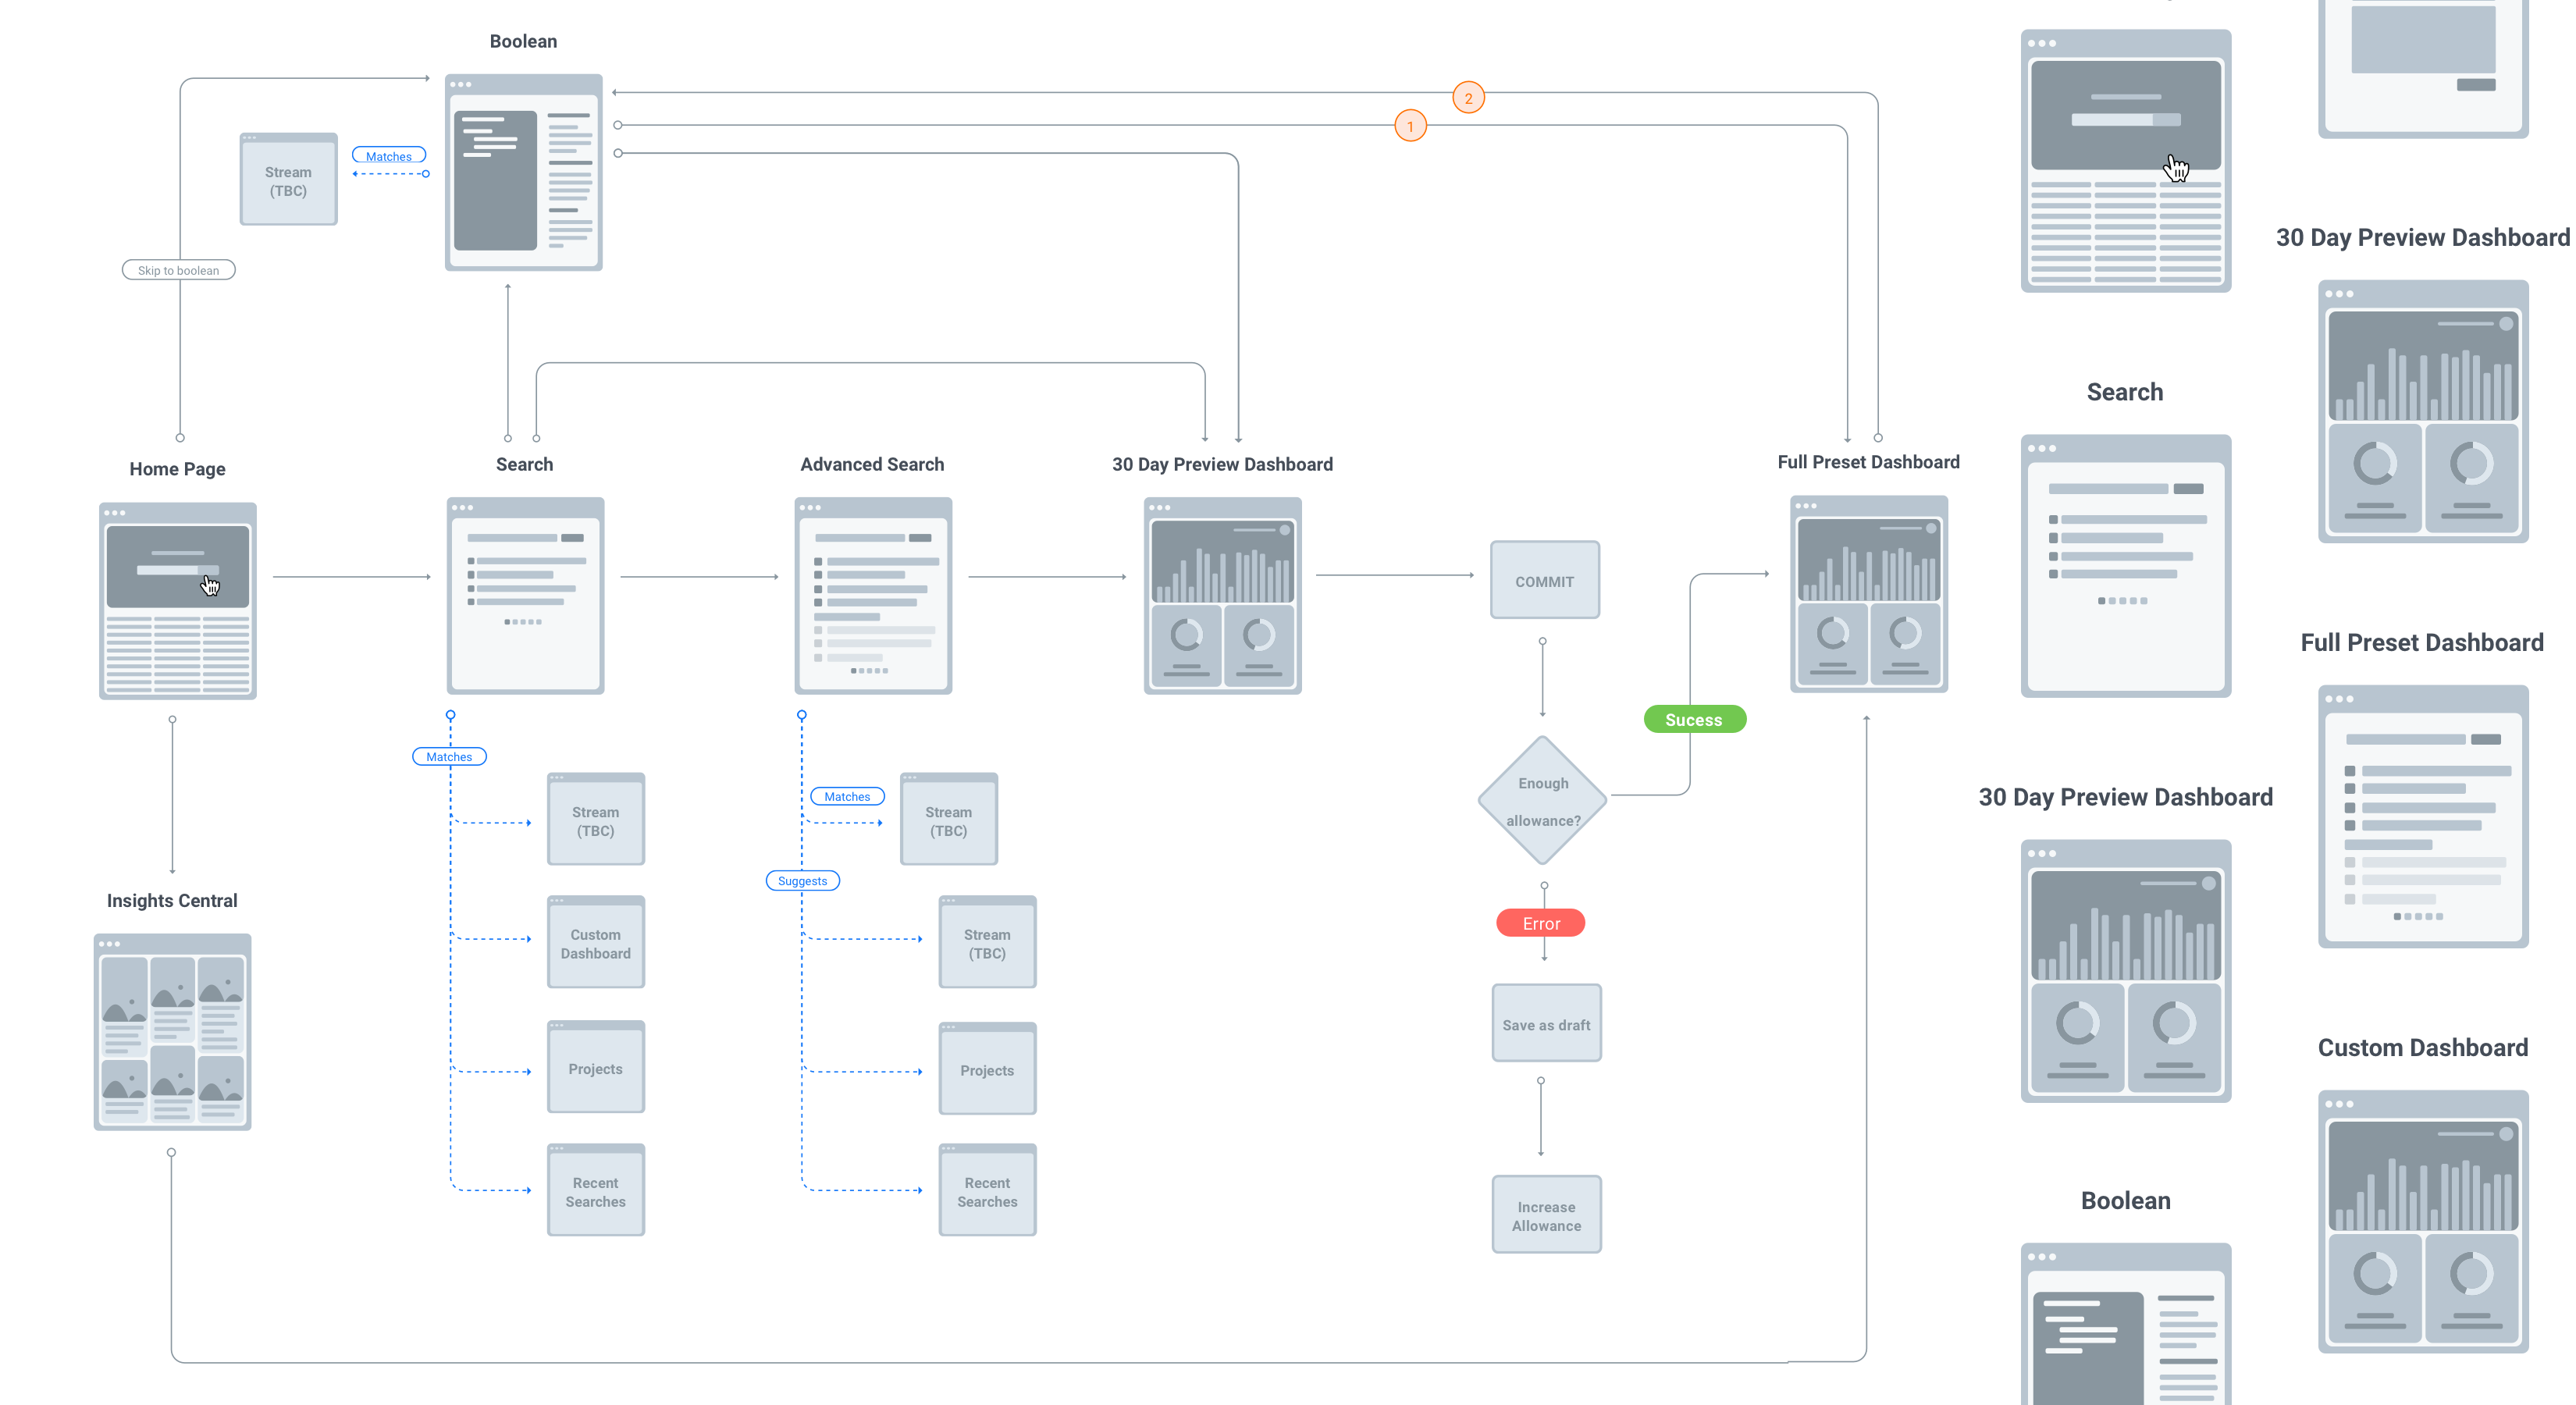 Boolean
2
1
Matches
Stream
(TBC)
Skip to boolean
Home Page
Search
Advanced Search
30 Day Preview Dashboard
Full Preset Dashboard
COMMIT
Sucess
Enough
allowance?
Error
Save as draft
Increase
Allowance
Matches
Stream
(TBC)
Custom
Dashboard
Projects
Recent
Searches
Matches
Stream
(TBC)
Suggests
Stream
(TBC)
Projects
Recent
Searches
Insights Central
Search
30 Day Preview Dashboard
Boolean
30 Day Preview Dashboard
Full Preset Dashboard
Custom Dashboard